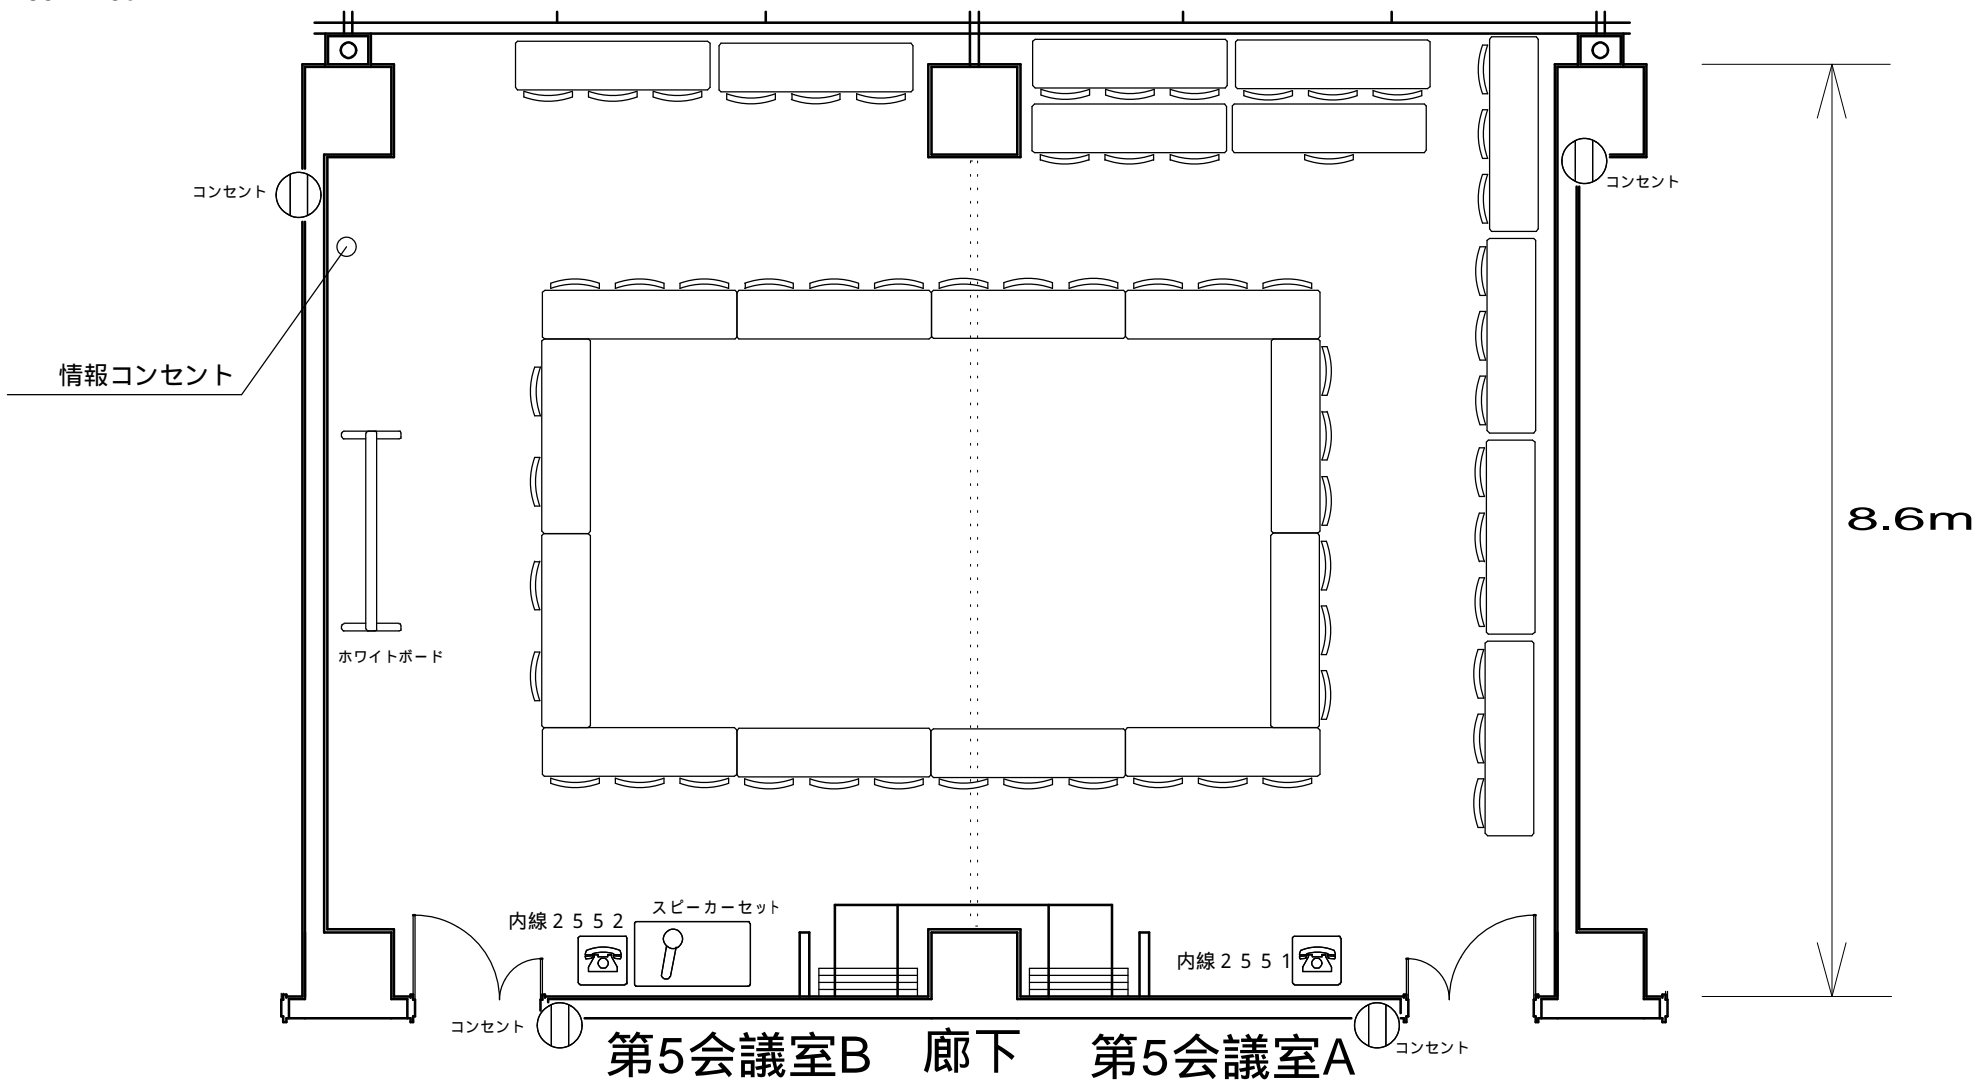 コンセント
コンセント
情報コンセント
8.6m
ホワイトボード
内線２５５２
スピーカーセット
内線２５５１
コンセント
第5会議室B
廊下
第5会議室A
コンセント